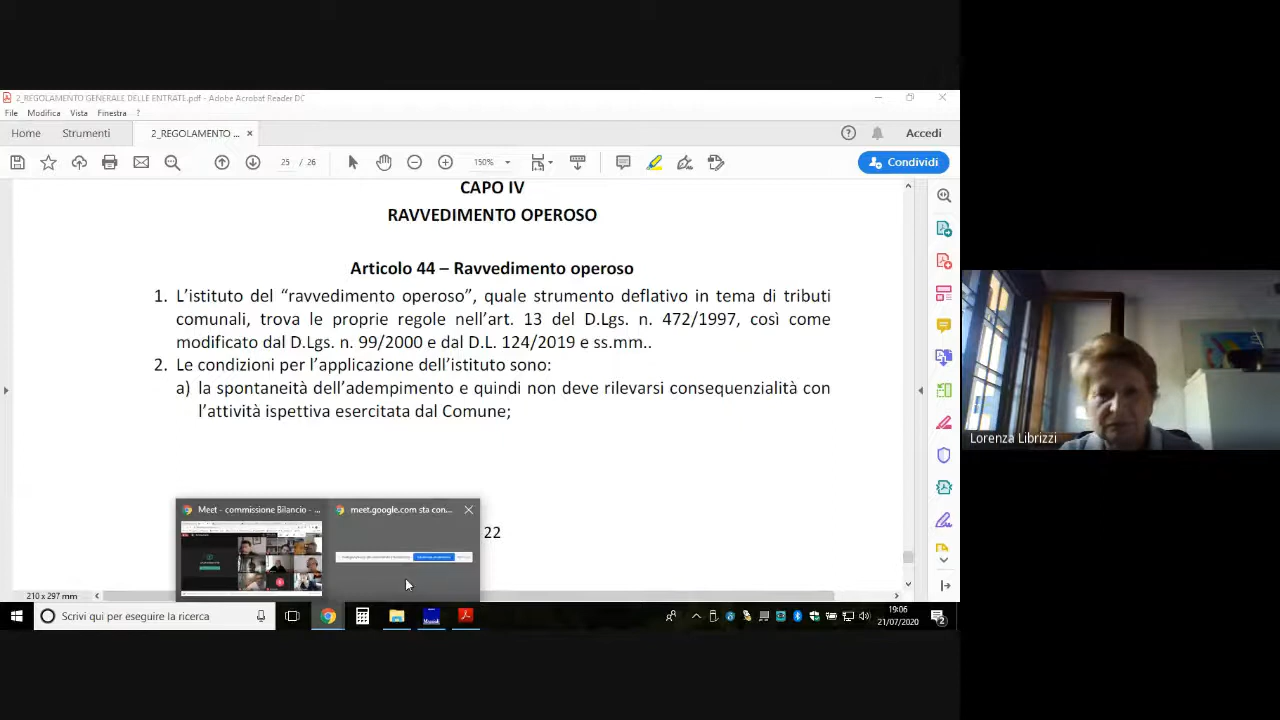 2_REGOLAMENTO GENERALE DELLE ENTRATE.pdf - Adobe Acrobat Reader DC
File Modifica Vista Finestra ?
Home Strumenti 2_REGOLAMENTO ... × Accedi
25 / 26 150% Condividi
CAPO IV
RAVVEDIMENTO OPEROSO
Articolo 44 – Ravvedimento operoso
1. L’istituto del “ravvedimento operoso”, quale strumento deflativo in tema di tributi
comunali, trova le proprie regole nell’art. 13 del D.Lgs. n. 472/1997, così come
modificato dal D.Lgs. n. 99/2000 e dal D.L. 124/2019 e ss.mm..
2. Le condizioni per l’applicazione dell’istituto sono:
a) la spontaneità dell’adempimento e quindi non deve rilevarsi consequenzialità con
l’attività ispettiva esercitata dal Comune;
Lorenza Librizzi
Meet - commissione Bilancio - ... meet.google.com sta con...
22
210 x 297 mm
Scrivi qui per eseguire la ricerca
19:06
21/07/2020
2